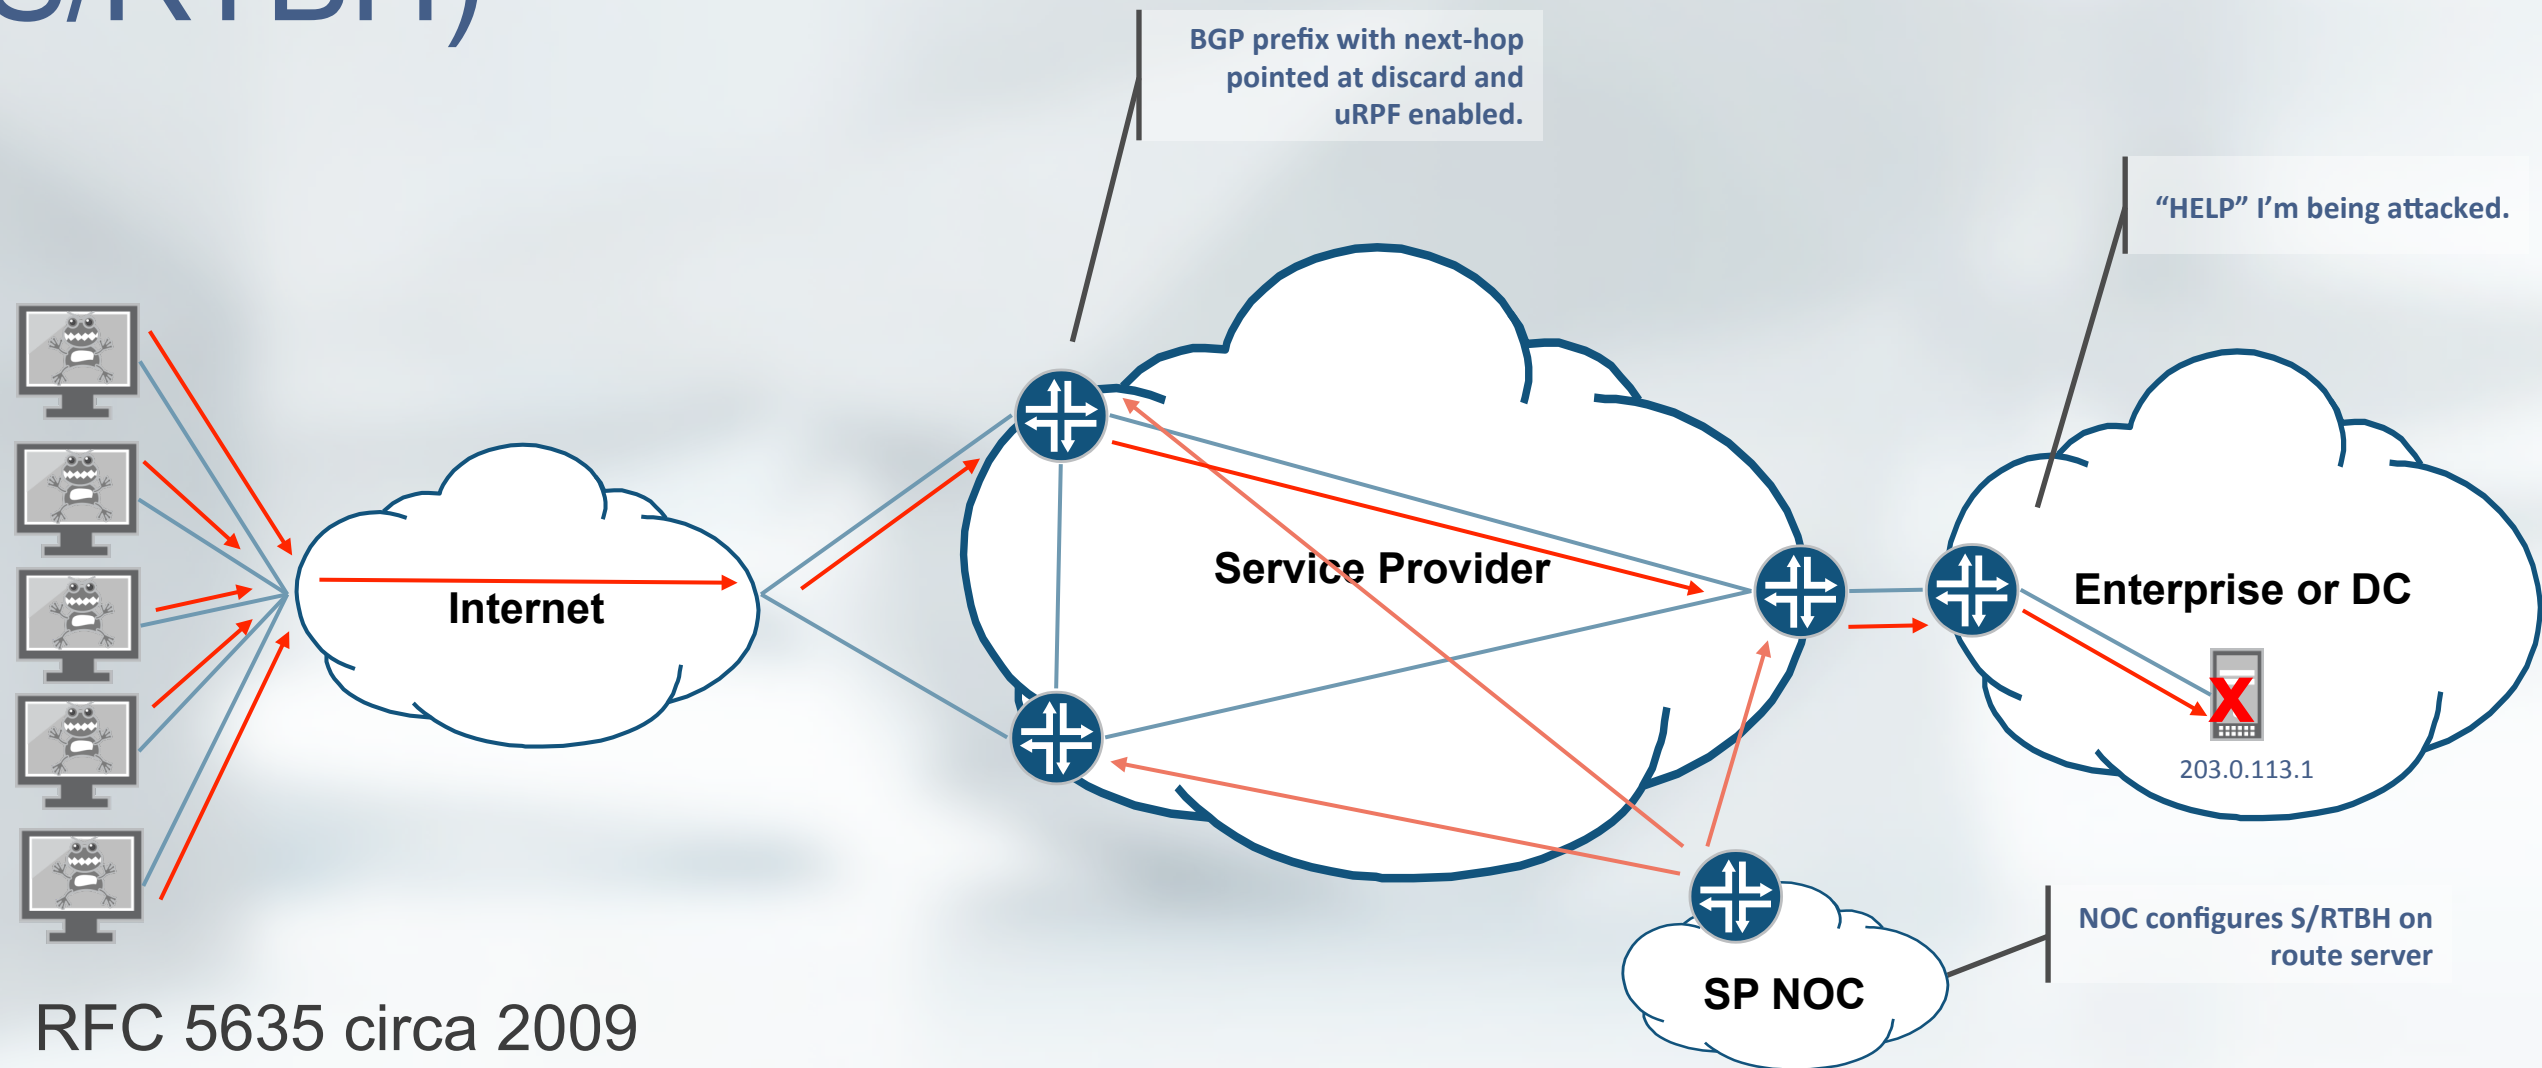 S/RTBH)
BGP prefix with next-hop
pointed at discard and
uRPF enabled.
“HELP” I’m being attacked.
Service Provider
Internet
Enterprise or DC
X
203.0.113.1
NOC configures S/RTBH on
route server
SP NOC
RFC 5635 circa 2009